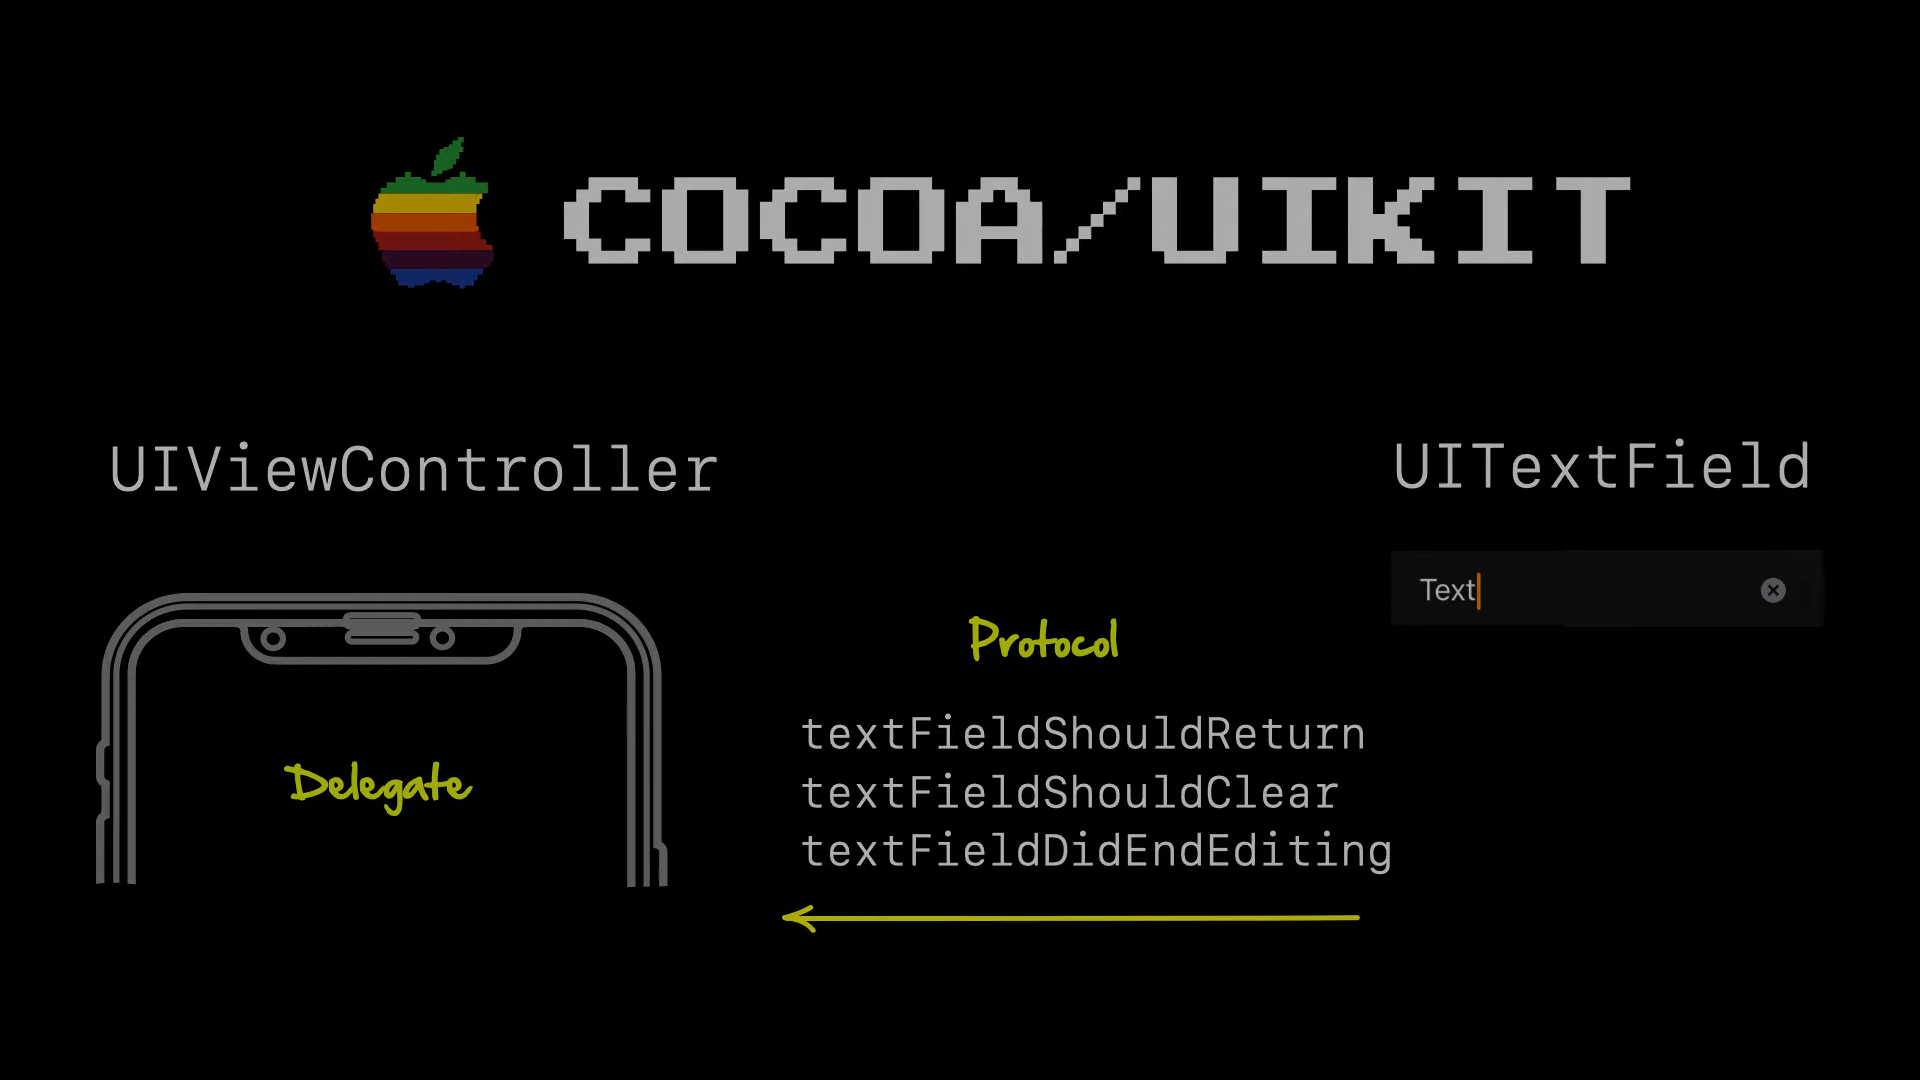 COCOA/UIKIT
UIViewController
UITextField
Text
Protocol
textFieldShouldReturn
textFieldShouldClear
textFieldDidEndEditing
Delegate